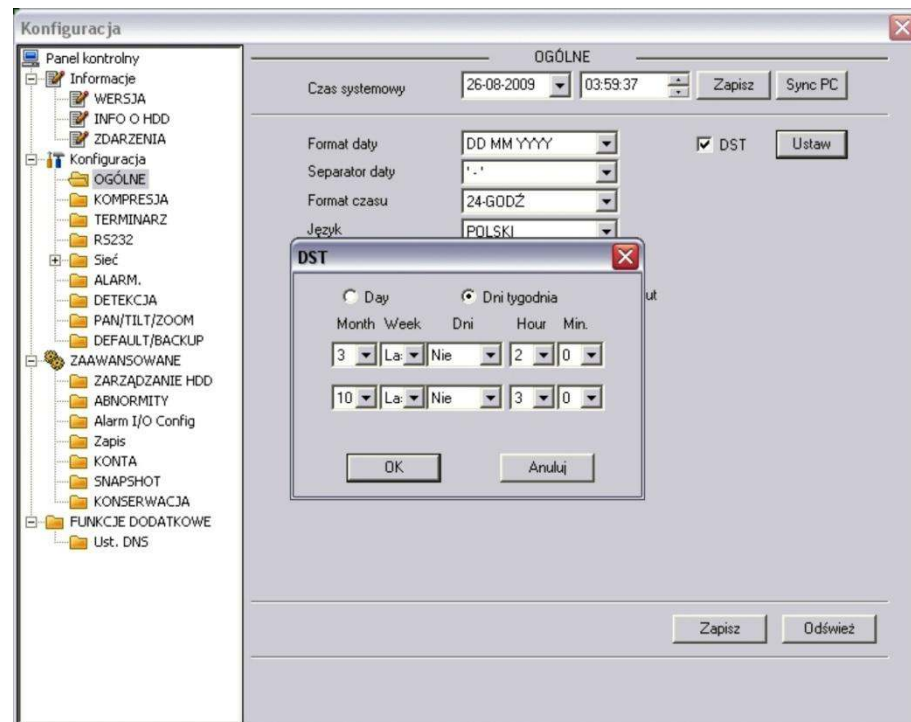 Konfiguracja
Panel kontrolny
Informacje
WERSJA
INFO O HDD
ZDARZENIA
Konfiguracja
OGÓLNE
KOMPRESJA
TERMINARZ
RS232
Sieć
ALARM.
DETEKCJA
PAN/TILT/ZOOM
DEFAULT/BACKUP
ZAAWANSOWANE
ZARZĄDZANIE HDD
ABNORMITY
Alarm I/O Config
Zapis
KONTA
SNAPSHOT
KONSERWACJA
FUNKCJE DODATKOWE
Ust. DNS
OGÓLNE
Czas systemowy 26-08-2009 03:59:37 Zapisz Sync PC
Format daty DD MM YYYY DST Ustaw
Separator daty '-'
Format czasu 24-GODŹ
Język POLSKI
DST
ut
Day Dni tygodnia
Month Week Dni Hour Min.
3 La: Nie 2 0
10 La: Nie 3 0
OK Anuluj
Zapisz Odśwież